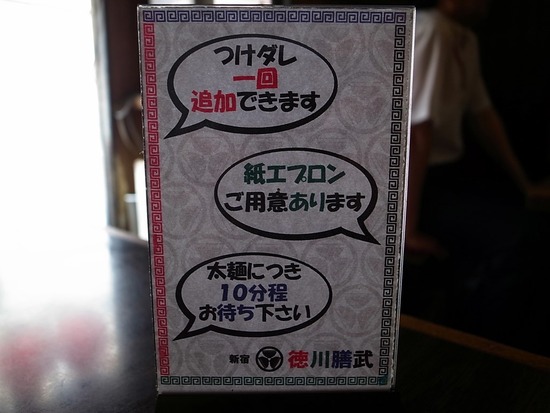 つけダレ
一回
追加できます
紙エプロン
ご用意あります
太麺につき
10分程
お待ち下さい
新宿 徳川膳武